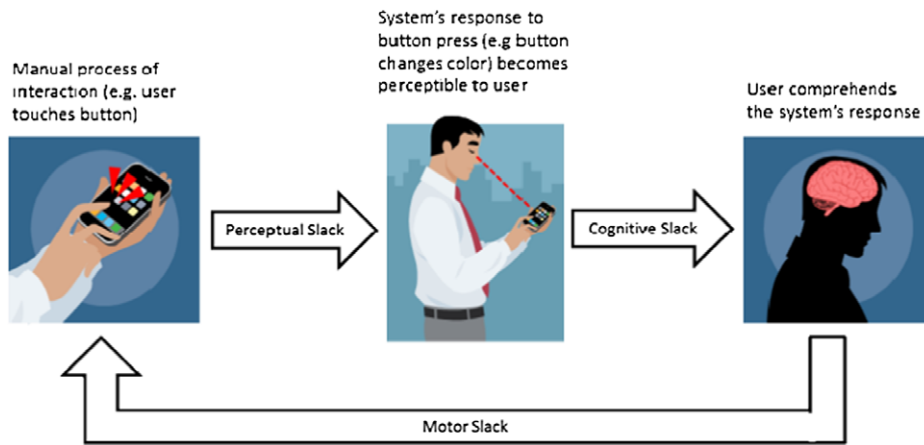 Manual process of
interaction (e.g. user
touches button)
System's response to
button press (e.g button
changes color) becomes
perceptible to user
User comprehends
the system's response
Perceptual Slack
Cognitive Slack
Motor Slack